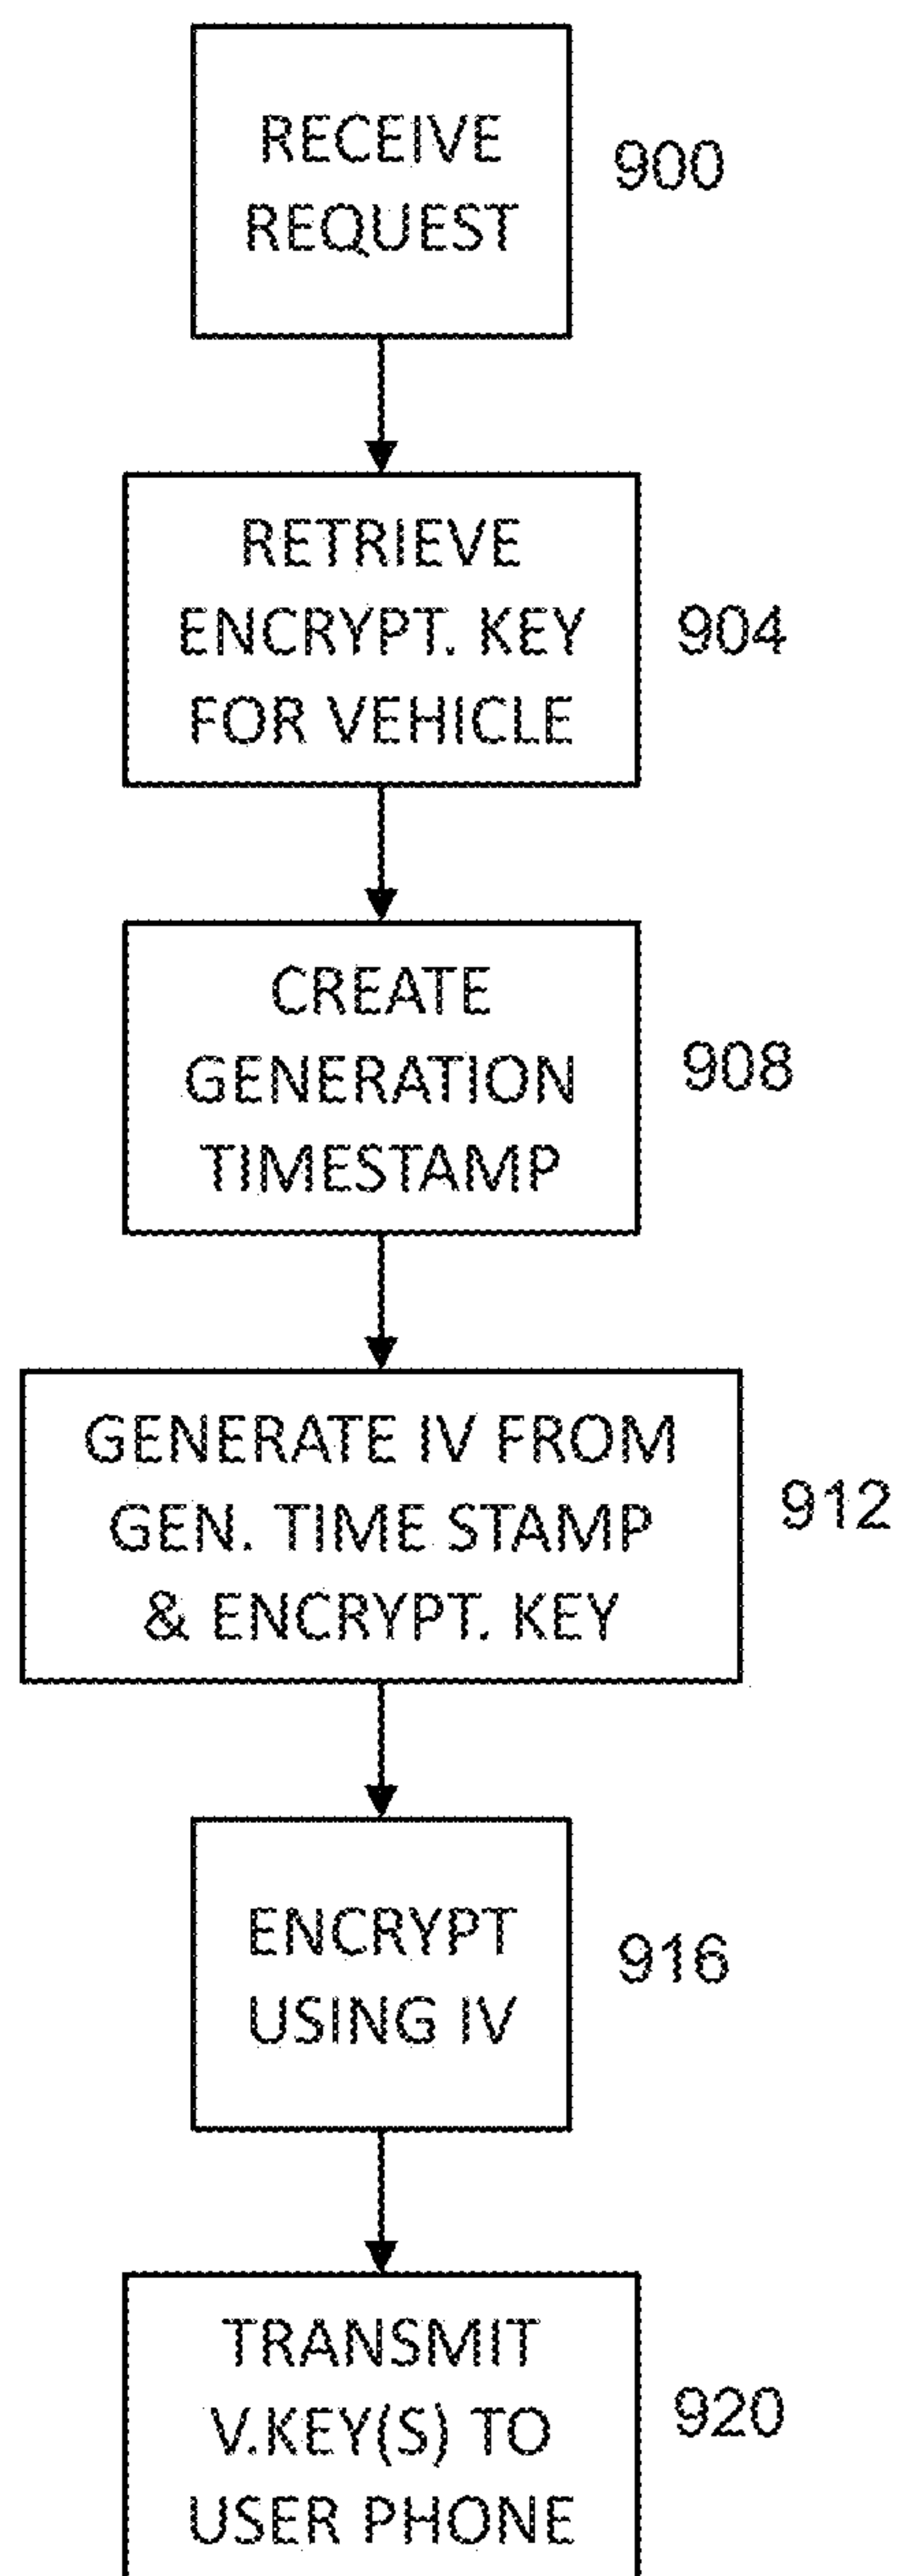 RECEIVE
REQUEST
900
RETRIEVE
ENCRYPT. KEY
FOR VEHICLE
904
CREATE
GENERATION
TIMESTAMP
908
GENERATE IV FROM
GEN. TIME STAMP
& ENCRYPT. KEY
912
ENCRYPT
USING IV
916
TRANSMIT
V.KEY(S) TO
USER PHONE
920